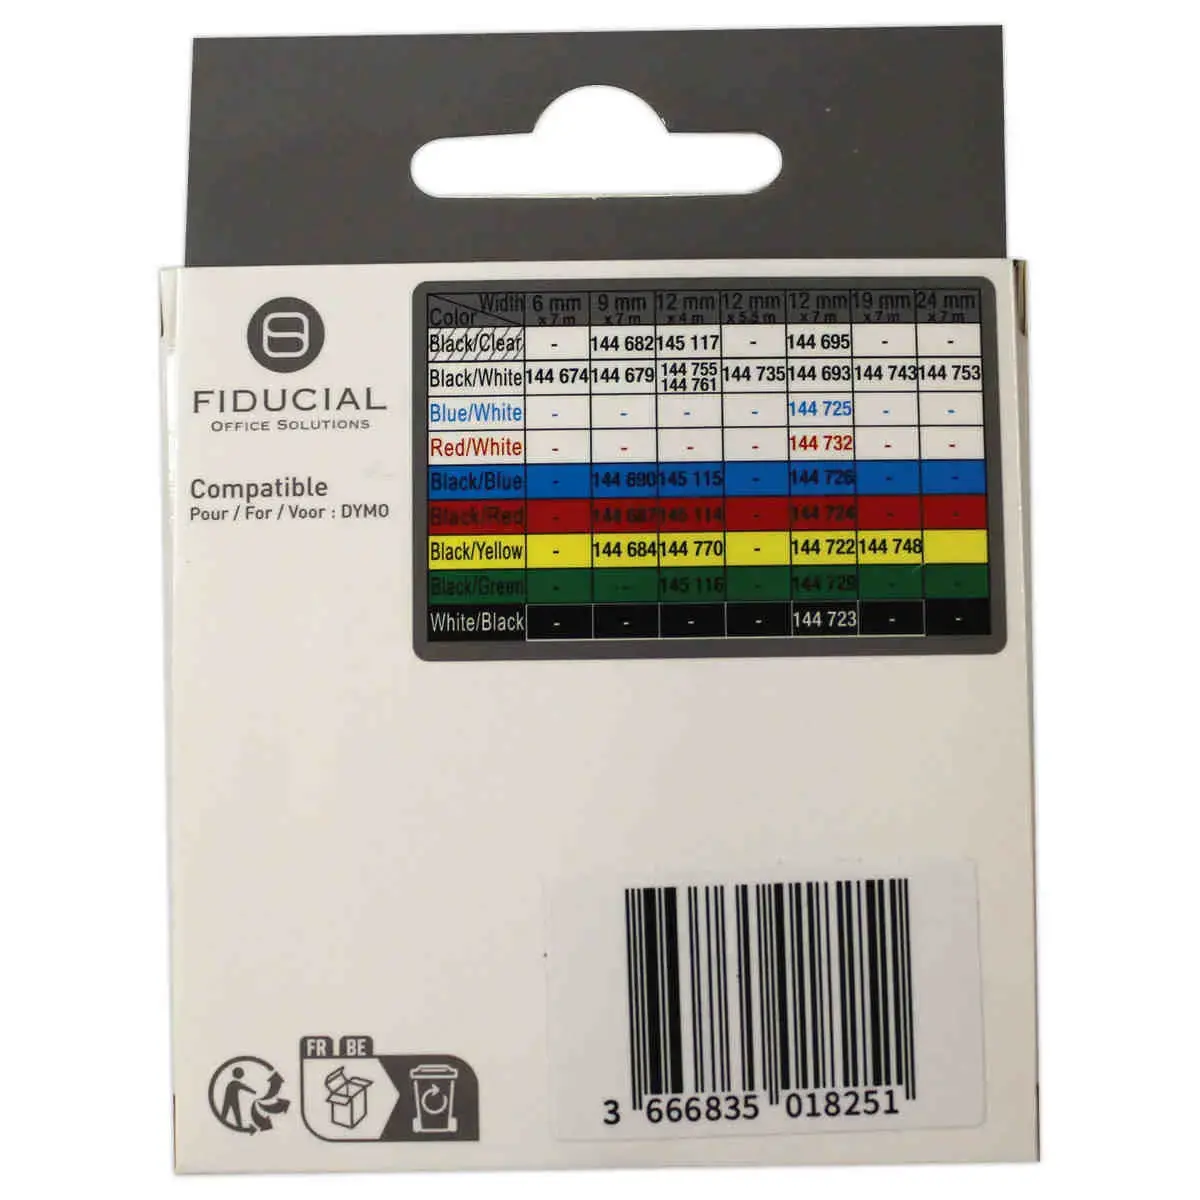 FIDUCIAL
OFFICE SOLUTIONS
Compatible
Pour / For / Voor : DYMO
Width 6 mm 9 mm 12 mm 12 mm 12 mm 19 mm 24 mm
Color x 7 m x 7 m x 4 m x 5.5 m x 7 m x 7 m x 7 m
Black/Clear - 144 682 145 117 - 144 695 - -
Black/White 144 674 144 679 144 755 144 735 144 693 144 743 144 753
144 761
Blue/White - - - - 144 725 - -
Red/White - - - - 144 732 - -
Black/Blue - 144 690 145 115 - 144 726 - -
Black/Red - 144 687 145 114 - 144 724 - -
Black/Yellow - 144 684 144 770 - 144 722 144 748
Black/Green - -- 145 116 - 144 729 - -
White/Black - - - - 144 723 - -
FR BE
3 666835 018251